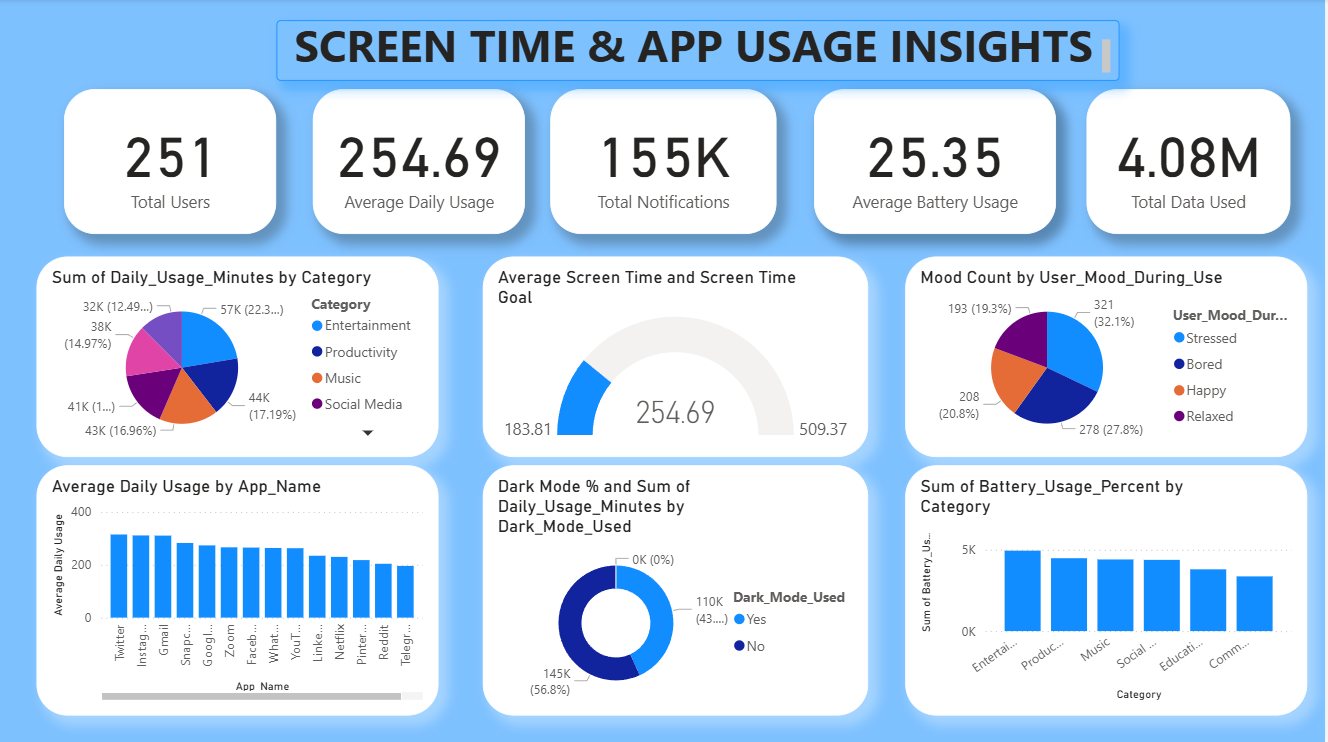 SCREEN TIME & APP USAGE INSIGHTS
251
Total Users
254.69
Average Daily Usage
155K
Total Notifications
25.35
Average Battery Usage
4.08M
Total Data Used
Sum of Daily_Usage_Minutes by Category
32K (12.49...)
57K (22.3...)
38K
(14.97%)
41K (1...)
43K (16.96%)
44K
(17.19%)
Category
Entertainment
Productivity
Music
Social Media
Average Screen Time and Screen Time
Goal
254.69
183.81
509.37
Mood Count by User_Mood_During_Use
193 (19.3%)
321
(32.1%)
208
(20.8%)
278 (27.8%)
User_Mood_Dur...
Stressed
Bored
Happy
Relaxed
Average Daily Usage by App_Name
Average Daily Usage
400
200
0
Twitter
Instag...
Gmail
Snapc...
Googl...
Zoom
Faceb...
What...
YouT...
Linke...
Netflix
Pinter...
Reddit
Telegr...
App_Name
Dark Mode % and Sum of
Daily_Usage_Minutes by
Dark_Mode_Used
0K (0%)
110K
(43....)
145K
(56.8%)
Dark_Mode_Used
Yes
No
Sum of Battery_Usage_Percent by
Category
Sum of Battery_Us...
5K
0K
Entertai...
Produc...
Music
Social ...
Educati...
Comm...
Category